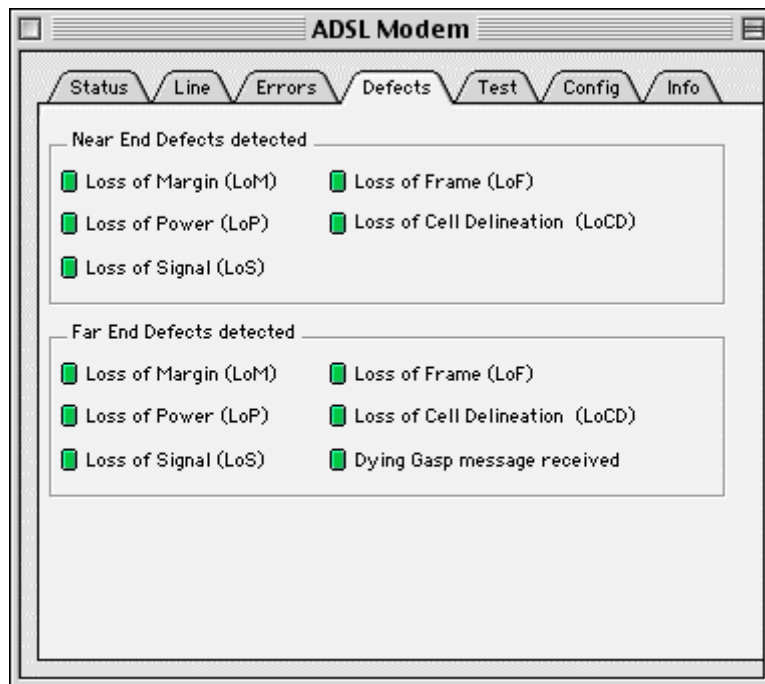 ADSL Modem
Status Line Errors Defects Test Config Info
Near End Defects detected
Loss of Margin (LoM) Loss of Frame (LoF)
Loss of Power (LoP) Loss of Cell Delineation (LoCD)
Loss of Signal (LoS)
Far End Defects detected
Loss of Margin (LoM) Loss of Frame (LoF)
Loss of Power (LoP) Loss of Cell Delineation (LoCD)
Loss of Signal (LoS) Dying Gasp message received